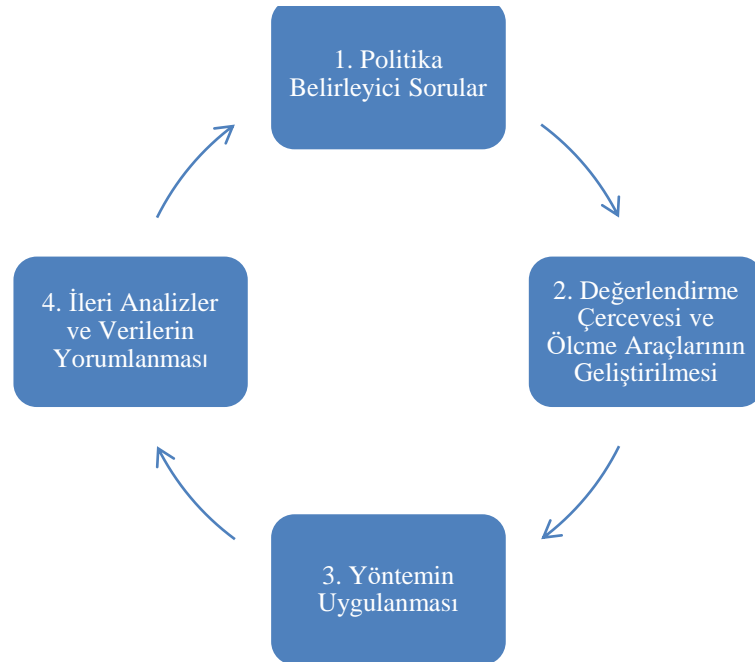 1. Politika
Belirleyici Sorular
2. Değerlendirme
Çercevesi ve
Ölcme Araçlarının
Geliştirilmesi
3. Yöntemin
Uygulanması
4. İleri Analizler
ve Verilerin
Yorumlanması